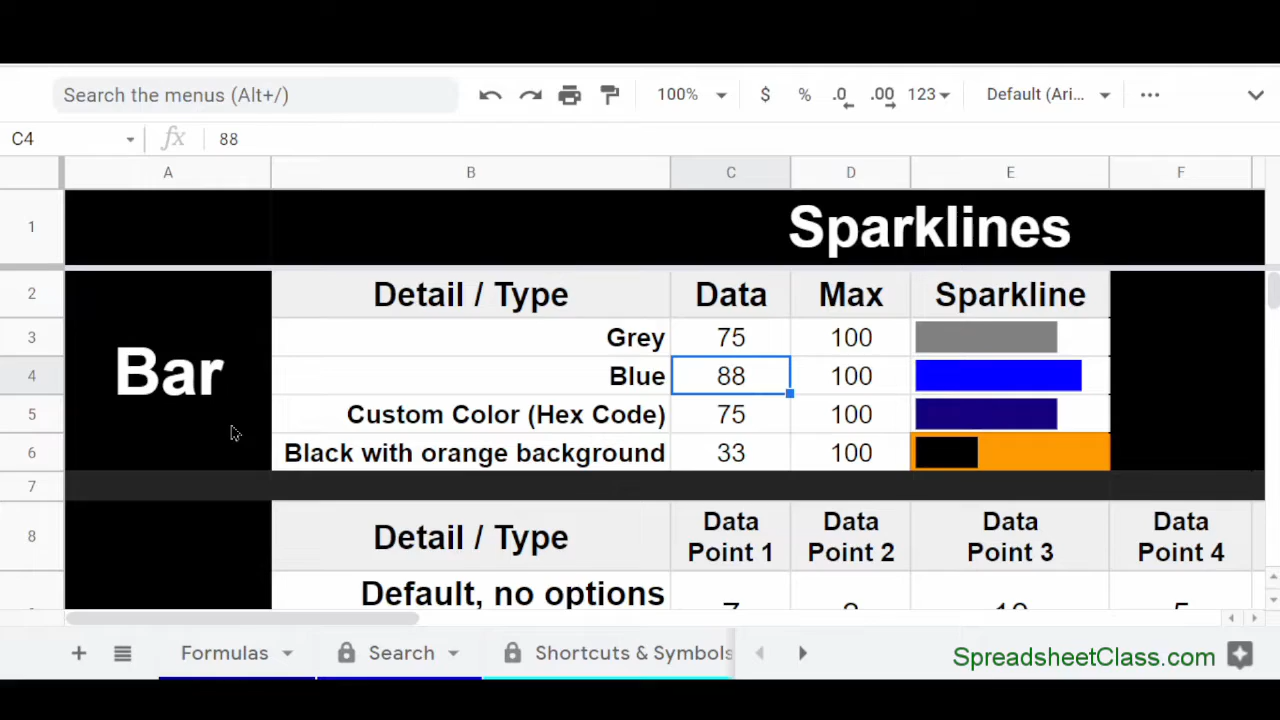 Search the menus (Alt+/)
100%
$ % .0 .00 123 Default (Ari...
C4
fx 88
A B C D E F
1 Sparklines
2 Detail / Type Data Max Sparkline
3 Grey 75 100
4 Blue 88 100
5 Custom Color (Hex Code) 75 100
6 Black with orange background 33 100
Bar
7
8 Detail / Type Data Point 1 Data Point 2 Data Point 3 Data Point 4
Default, no options
+ Formulas Search Shortcuts & Symbols
SpreadsheetClass.com